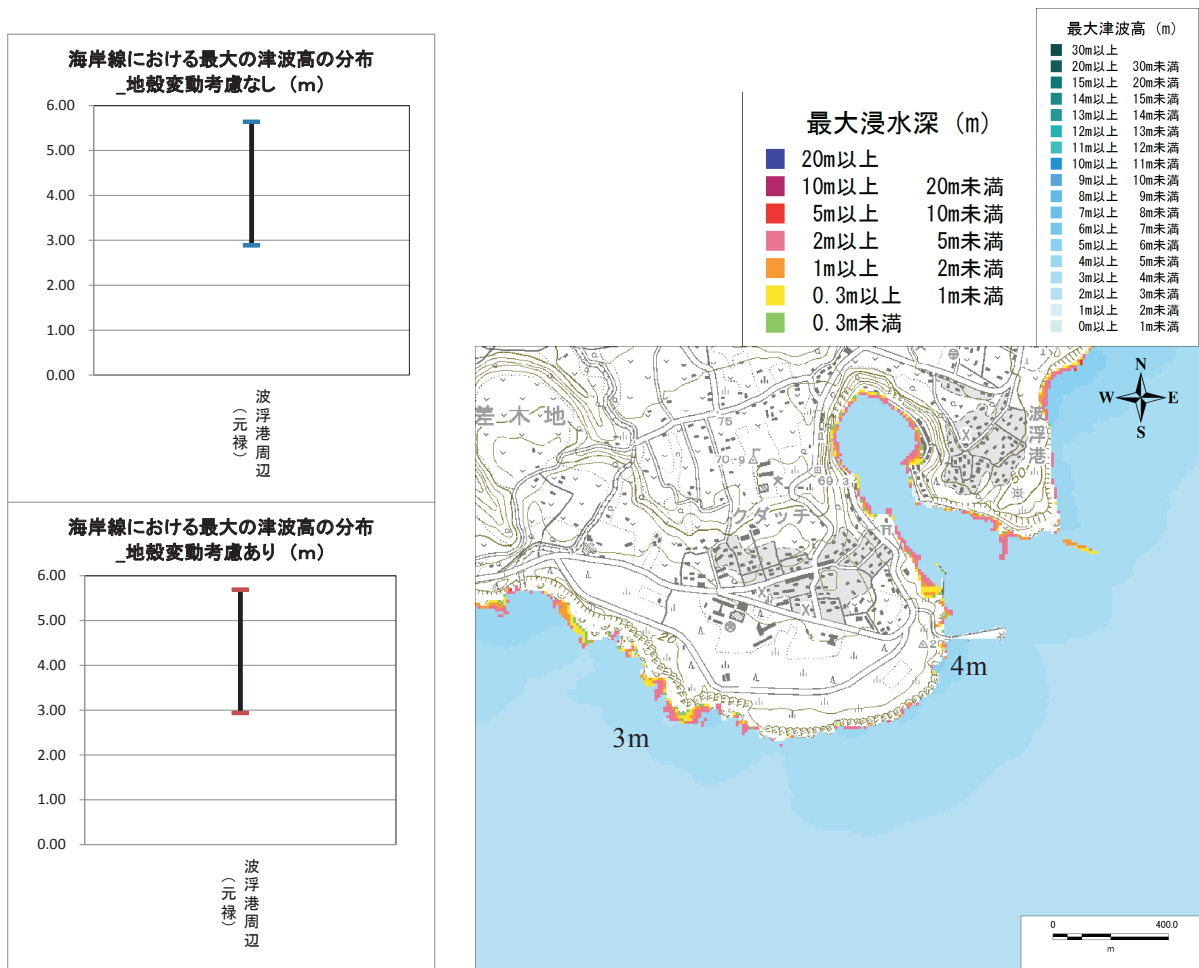 海岸線における最大の津波高の分布
_地殻変動考慮なし (m)
6.00
5.00
4.00
3.00
2.00
1.00
0.00
波浮港周辺
(元禄)
海岸線における最大の津波高の分布
_地殻変動考慮あり (m)
6.00
5.00
4.00
3.00
2.00
1.00
0.00
波浮港周辺
(元禄)
最大浸水深 (m)
20m以上
10m以上 20m未満
5m以上 10m未満
2m以上 5m未満
1m以上 2m未満
0.3m以上 1m未満
0.3m未満
最大津波高 (m)
30m以上
20m以上 30m未満
15m以上 20m未満
14m以上 15m未満
13m以上 14m未満
12m以上 13m未満
11m以上 12m未満
10m以上 11m未満
9m以上 10m未満
8m以上 9m未満
7m以上 8m未満
6m以上 7m未満
5m以上 6m未満
4m以上 5m未満
3m以上 4m未満
2m以上 3m未満
1m以上 2m未満
0m以上 1m未満
N
W E
S
差木地
75
波浮港
70.9
69.3
クダッチ
20
4m
3m
0 400.0
m